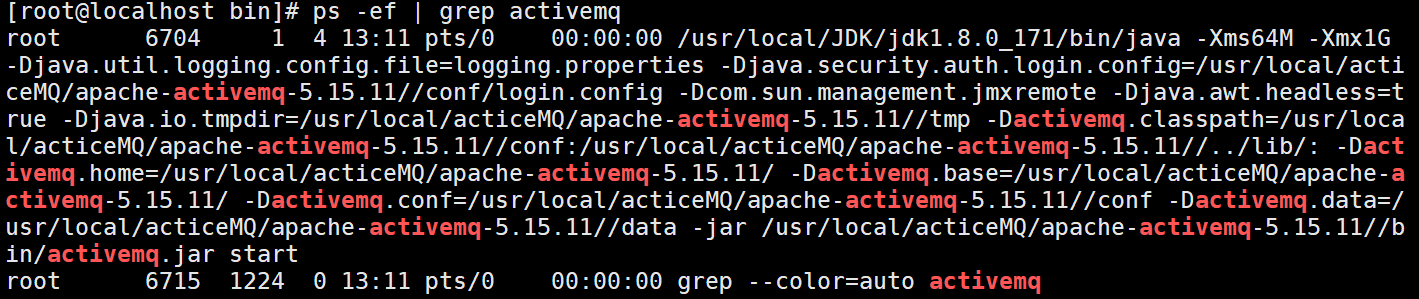 [root@localhost bin]# ps -ef | grep activemq
root      6704     1  4 13:11 pts/0    00:00:00 /usr/local/JDK/jdk1.8.0_171/bin/java -Xms64M -Xmx1G
-Djava.util.logging.config.file=logging.properties -Djava.security.auth.login.config=/usr/local/acti
ceMQ/apache-activemq-5.15.11//conf/login.config -Dcom.sun.management.jmxremote -Djava.awt.headless=t
rue -Djava.io.tmpdir=/usr/local/acticeMQ/apache-activemq-5.15.11//tmp -Dactivemq.classpath=/usr/loca
l/acticeMQ/apache-activemq-5.15.11//conf:/usr/local/acticeMQ/apache-activemq-5.15.11//../lib/: -Dact
ivemq.home=/usr/local/acticeMQ/apache-activemq-5.15.11/ -Dactivemq.base=/usr/local/acticeMQ/apache-a
ctivemq-5.15.11/ -Dactivemq.conf=/usr/local/acticeMQ/apache-activemq-5.15.11//conf -Dactivemq.data=/
usr/local/acticeMQ/apache-activemq-5.15.11//data -jar /usr/local/acticeMQ/apache-activemq-5.15.11//b
in/activemq.jar start
root      6715  1224  0 13:11 pts/0    00:00:00 grep --color=auto activemq